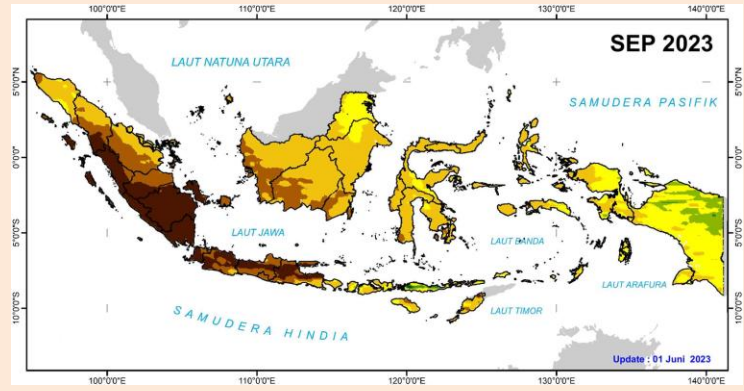 100°0'0"E 110°0'0"E 120°0'0"E 130°0'0"E 140°0'0"E
SEP 2023
LAUT NATUNA UTARA
SAMUDERA PASIFIK
5°0'0"N 5°0'0"N
0°0'0" 0°0'0"
LAUT JAWA
LAUT BANDA
5°0'0"S 5°0'0"S
LAUT ARAFURA
SAMUDERA HINDIA
LAUT TIMOR
10°0'0"S 10°0'0"S
Update : 01 Juni 2023
100°0'0"E 110°0'0"E 120°0'0"E 130°0'0"E 140°0'0"E